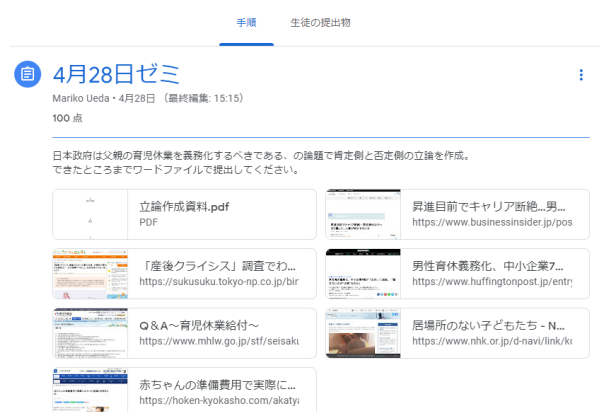 手順
生徒の提出物
4月28日ゼミ
Mariko Ueda • 4月28日 （最終編集: 15:15）
100 点
日本政府は父親の育児休業を義務化するべきである、の論題で肯定側と否定側の立論を作成。
できたところまでワードファイルで提出してください。
立論作成資料.pdf
PDF
昇進目前でキャリア断絶...男...
https://www.businessinsider.jp/pos
「産後クライシス」調査でわ...
https://sukusuku.tokyo-np.co.jp/bir
男性育休義務化、中小企業7...
https://www.huffingtonpost.jp/entr
Q＆A～育児休業給付～
https://www.mhlw.go.jp/stf/seisaku
居場所のない子どもたち - N...
https://www.nhk.or.jp/d-navi/link/k
赤ちゃんの準備費用で実際に...
https://hoken-kyokasho.com/akatya